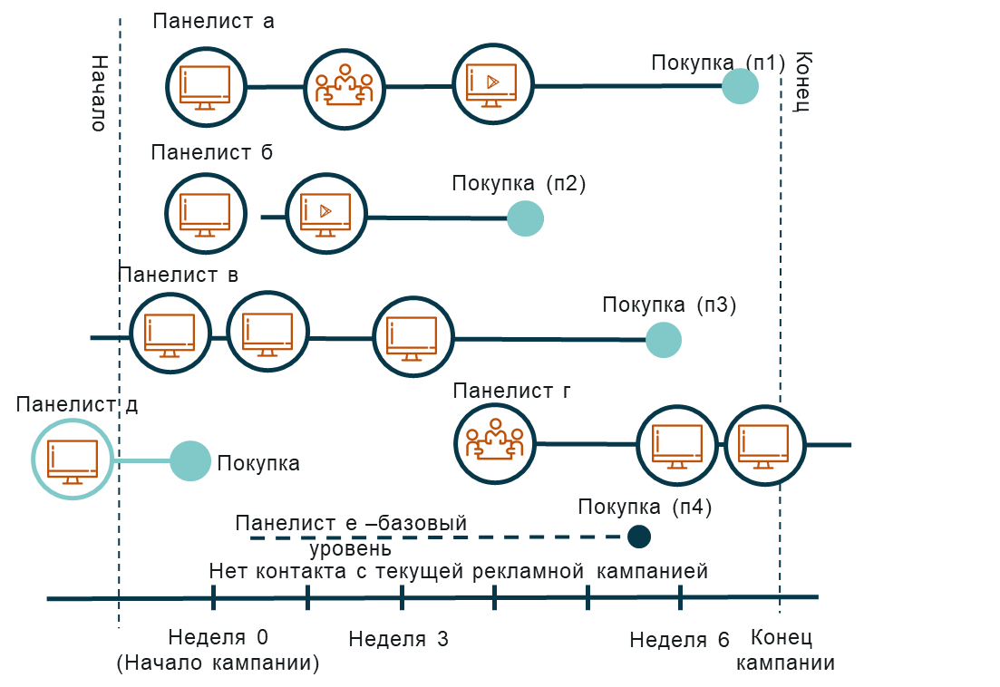 Панелист а
Начало
Покупка (п1)
Конец
Панелист б
Покупка (п2)
Панелист в
Покупка (п3)
Панелист г
Панелист д
Покупка
Покупка (п4)
Панелист е –базовый
уровень
Нет контакта с текущей рекламной кампанией
Неделя 0
(Начало кампании)
Неделя 3
Неделя 6
Конец
кампании